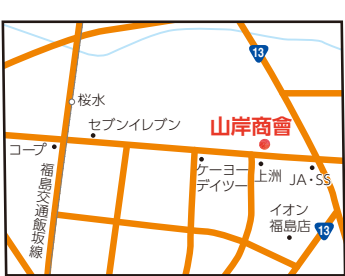 13
桜水
セブンイレブン
山岸商會
コープ
福島交通飯坂線
ケーヨー
デイツー
上洲
JA・SS
イオン
福島店
13